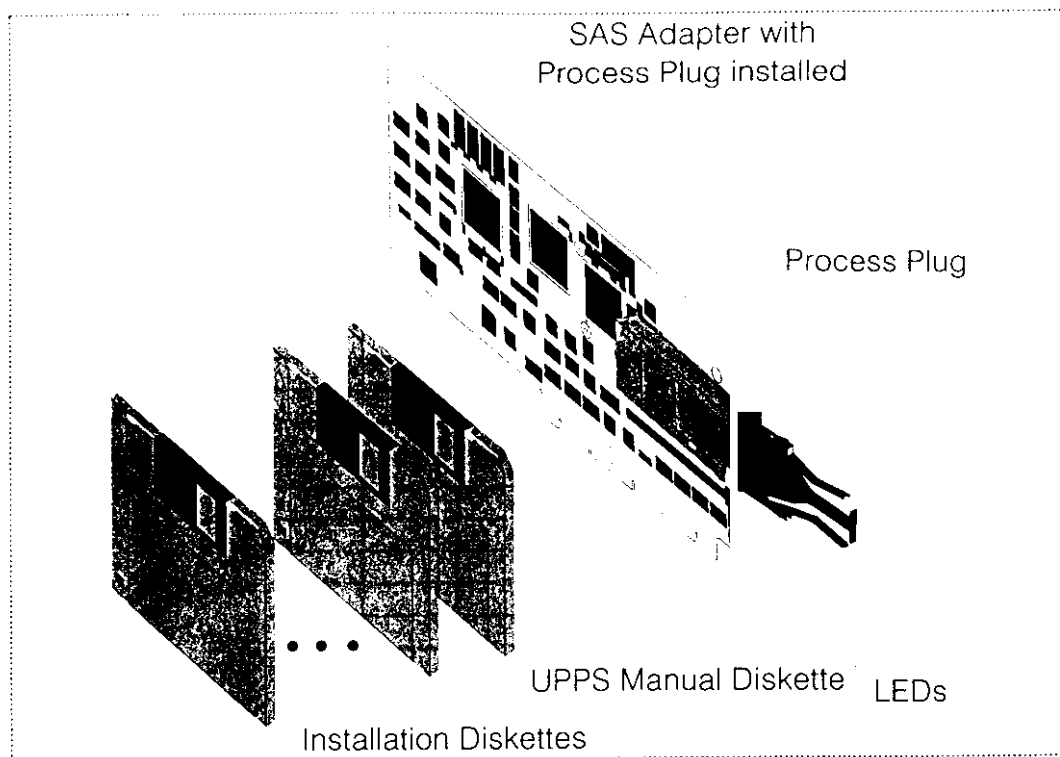 SAS Adapter with
Process Plug installed
Process Plug
UPPS Manual Diskette
LEDs
Installation Diskettes